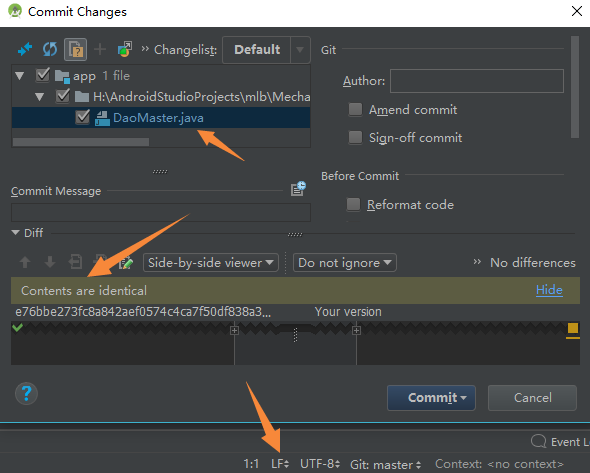 Commit Changes
Changelist: Default
app 1 file
H:\AndroidStudioProjects\mlb\Mecha
DaoMaster.java
Git
Author:
Amend commit
Sign-off commit
Commit Message
Before Commit
Reformat code
Diff
Side-by-side viewer Do not ignore No differences
Contents are identical Hide
e76bbe273fc8a842aef0574c4ca7f50df838a3... Your version
Commit Cancel
Event Lo
1:1 LF UTF-8 Git: master Context: <no context>